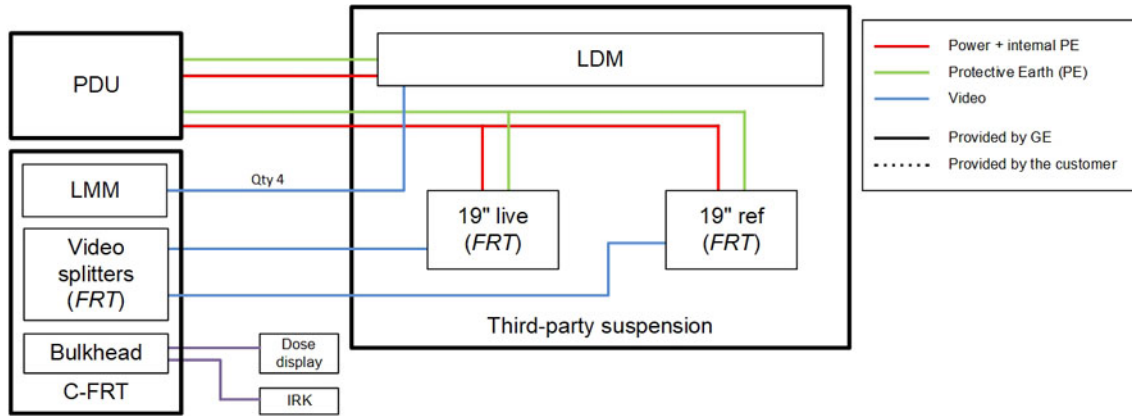 PDU
LDM
LMM
Qty 4
19" live
(FRT)
19" ref
(FRT)
Video
splitters
(FRT)
Third-party suspension
Bulkhead
C-FRT
Dose
display
IRK
Power + internal PE
Protective Earth (PE)
Video
Provided by GE
Provided by the customer